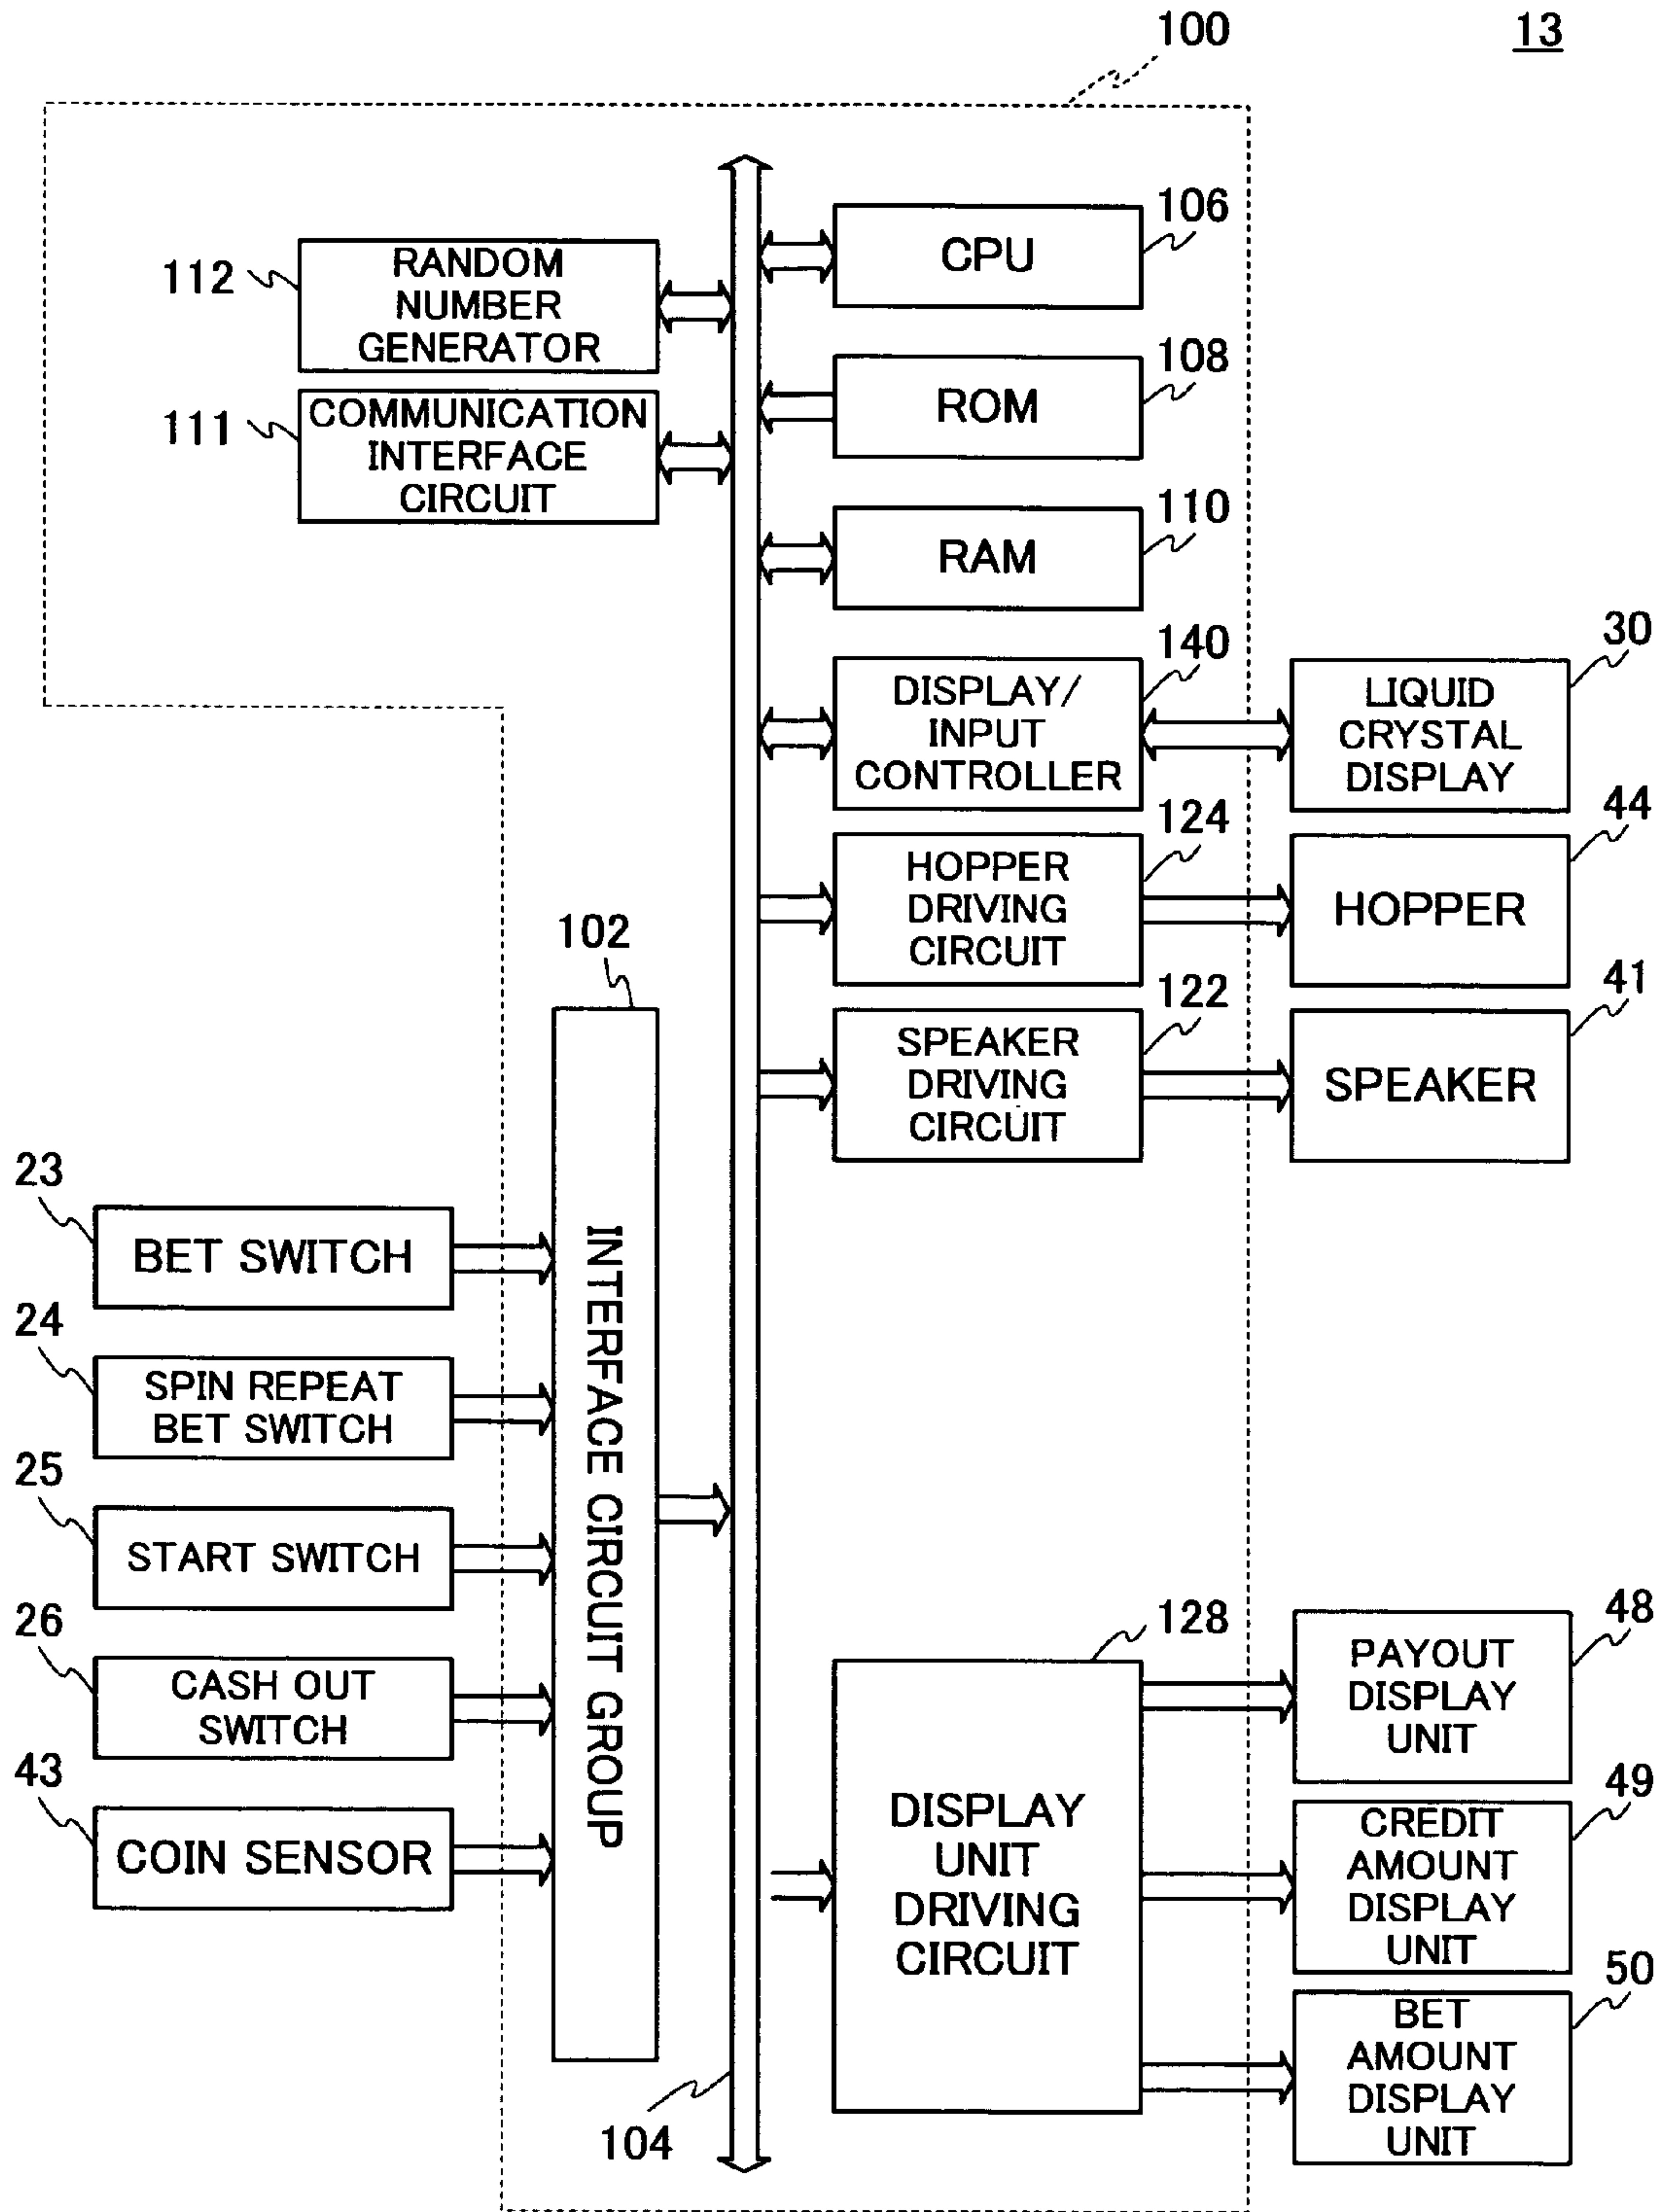 100
13
106
CPU
112
RANDOM
NUMBER
GENERATOR
108
ROM
111
COMMUNICATION
INTERFACE
CIRCUIT
110
RAM
140
DISPLAY/
INPUT
CONTROLLER
30
LIQUID
CRYSTAL
DISPLAY
124
HOPPER
DRIVING
CIRCUIT
44
HOPPER
122
SPEAKER
DRIVING
CIRCUIT
41
SPEAKER
102
INTERFACE CIRCUIT GROUP
23
BET SWITCH
24
SPIN REPEAT
BET SWITCH
25
START SWITCH
26
CASH OUT
SWITCH
43
COIN SENSOR
104
128
DISPLAY
UNIT
DRIVING
CIRCUIT
48
PAYOUT
DISPLAY
UNIT
49
CREDIT
AMOUNT
DISPLAY
UNIT
50
BET
AMOUNT
DISPLAY
UNIT